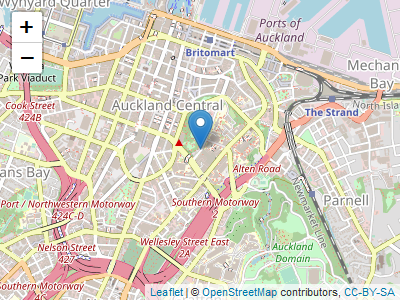 Wynyard Quarter
+
−
Park Viaduct
Britomart
Ports of
Auckland
Mechan
Bay
Cook Street
424B
Auckland Central
North Isla
The Strand
ns Bay
Alten Road
Port / Northwestern Motorway
424C-D
Southern Motorway
Newmarket Line
Parnell
Nelson Street
427
Wellesley Street East
2A
Auckland
Domain
Southern Motorway
Leaflet | © OpenStreetMap contributors, CC-BY-SA